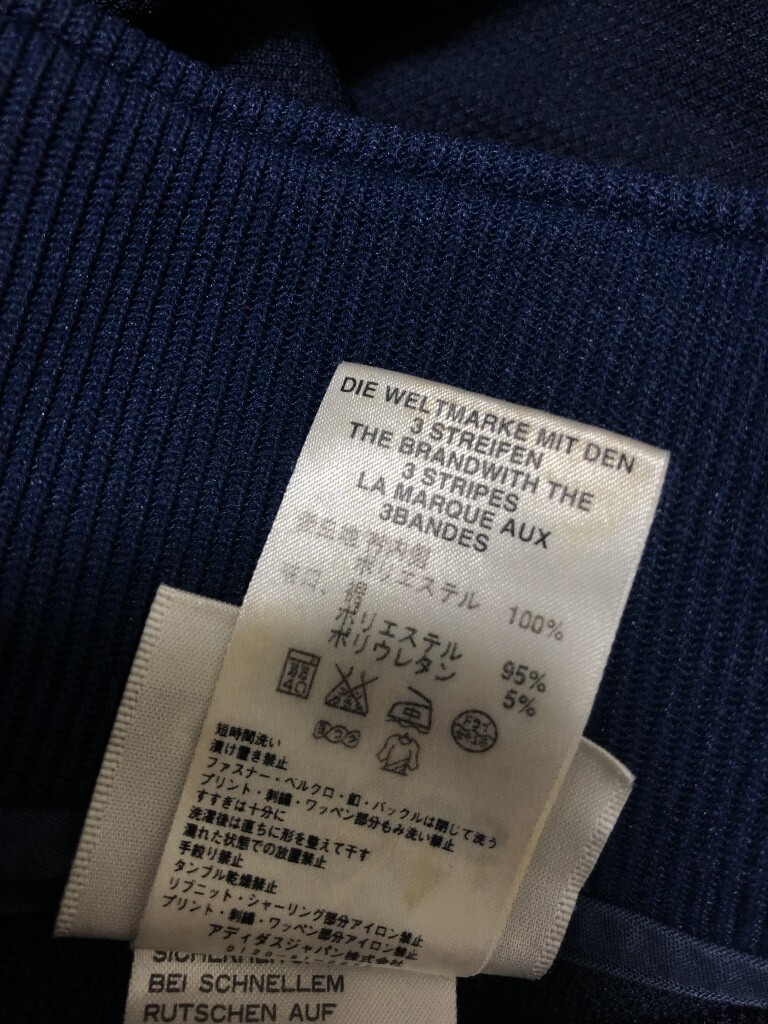 DIE WELTMARKE MIT DEN
3 STREIFEN
THE BRANDWITH THE
3 STRIPES
LA MARQUE AUX
3BANDES
ポリエステル 100%
ポリエステル 95%
ポリウレタン 5%
40
ドライ
短時間洗い
漬け置き禁止
ファスナー・ベルクロ・釦・バックルは閉じて洗う
プリント・刺繍・ワッペン部分もみ洗い禁止
すすぎは十分に
洗濯後は直ちに形を整えて干す
濡れた状態での放置禁止
手絞り禁止
タンブル乾燥禁止
リブニット・シャーリング部分アイロン禁止
プリント・刺繍・ワッペン部分アイロン禁止
アディダスジャパン株式会社
BEI SCHNELLEM
RUTSCHEN AUF